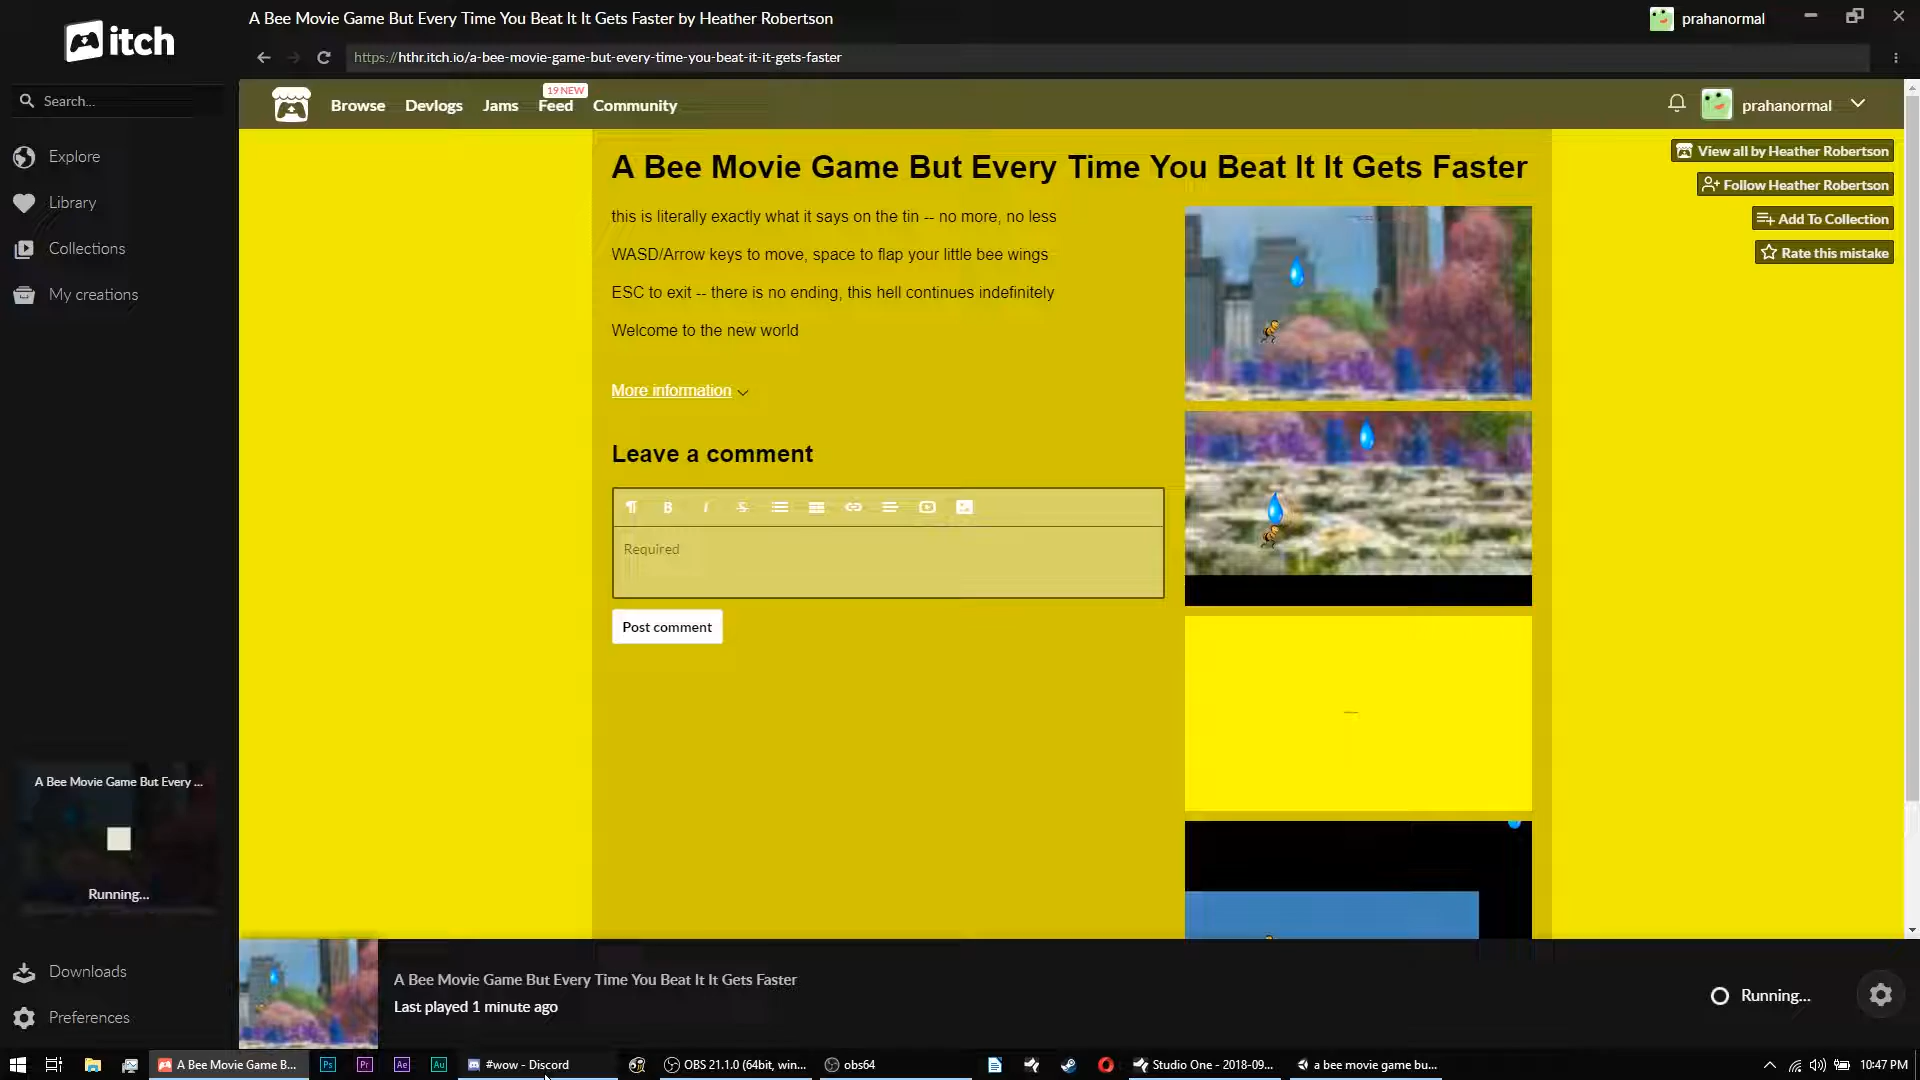 itch
A Bee Movie Game But Every Time You Beat It It Gets Faster by Heather Robertson
prahanormal
https://hthr.itch.io/a-bee-movie-game-but-every-time-you-beat-it-it-gets-faster
Search...
Explore
Library
Collections
My creations
Browse
Devlogs
Jams
Feed
19 NEW
Community
prahanormal
A Bee Movie Game But Every Time You Beat It It Gets Faster
this is literally exactly what it says on the tin -- no more, no less
WASD/Arrow keys to move, space to flap your little bee wings
ESC to exit -- there is no ending, this hell continues indefinitely
Welcome to the new world
More information
Leave a comment
B
I
S
Required
Post comment
View all by Heather Robertson
Follow Heather Robertson
Add To Collection
Rate this mistake
A Bee Movie Game But Every ...
Running...
Downloads
Preferences
A Bee Movie Game But Every Time You Beat It It Gets Faster
Last played 1 minute ago
Running...
A Bee Movie Game B...
Ps
Pr
Ae
Au
#wow - Discord
OBS 21.1.0 (64bit, win...
obs64
Studio One - 2018-09...
a bee movie game bu...
10:47 PM